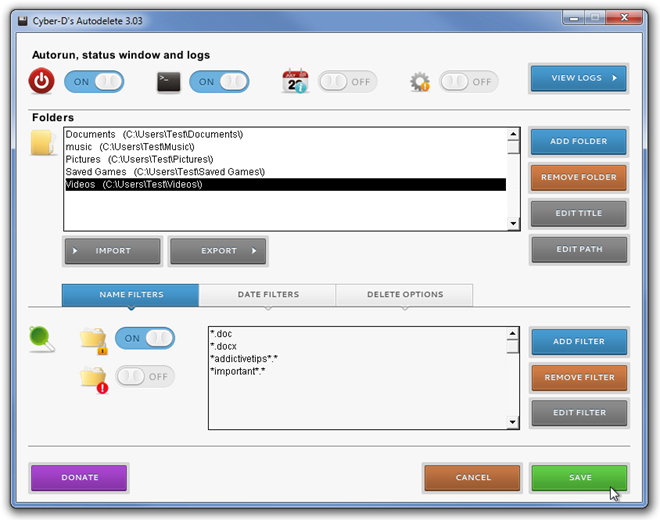 Cyber-D's Autodelete 3.03
Autorun, status window and logs
ON
ON
OFF
OFF
VIEW LOGS
Folders
Documents (C:\Users\Test\Documents\)
music (C:\Users\Test\Music\)
Pictures (C:\Users\Test\Pictures\)
Saved Games (C:\Users\Test\Saved Games\)
Videos (C:\Users\Test\Videos\)
ADD FOLDER
REMOVE FOLDER
EDIT TITLE
EDIT PATH
IMPORT
EXPORT
NAME FILTERS
DATE FILTERS
DELETE OPTIONS
ON
OFF
*.doc
*.docx
*addictivetips*.*
*important*.*
ADD FILTER
REMOVE FILTER
EDIT FILTER
DONATE
CANCEL
SAVE